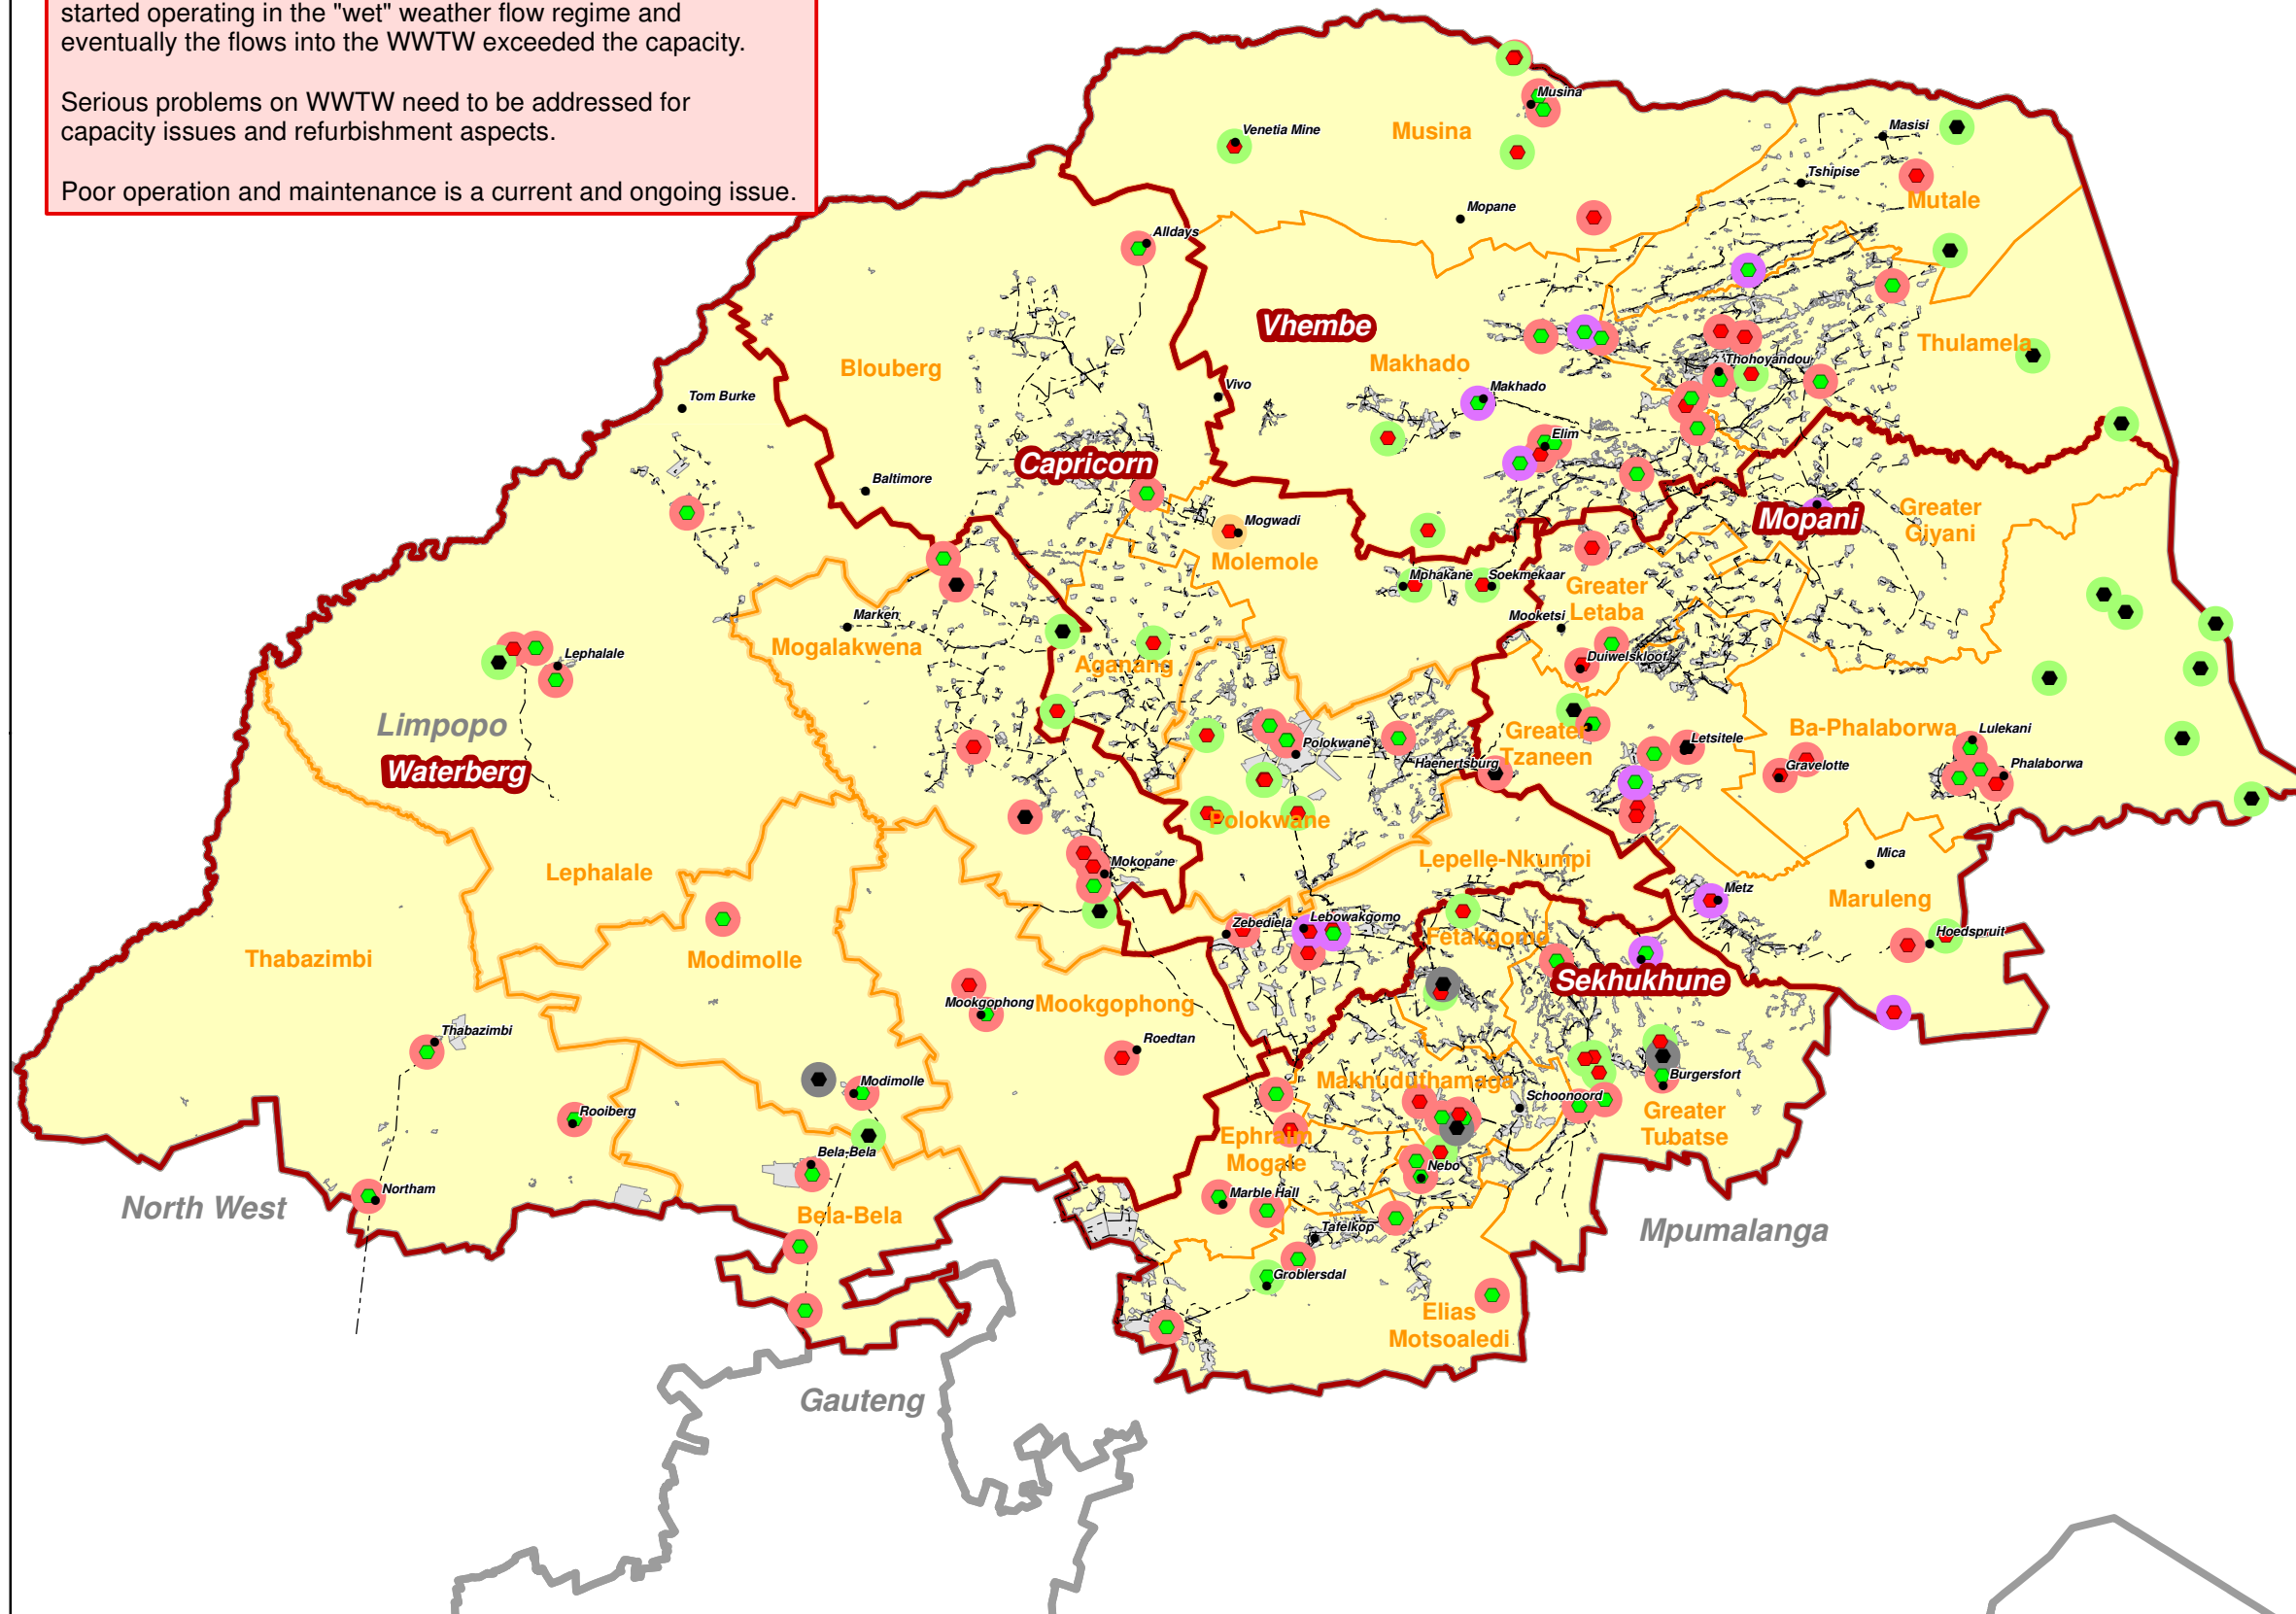 started operating in the "wet" weather flow regime and
eventually the flows into the WWTW exceeded the capacity.
Serious problems on WWTW need to be addressed for
capacity issues and refurbishment aspects.
Poor operation and maintenance is a current and ongoing issue.
Musina
Venetia Mine
Musina
Masisi
Tshipise
Mutale
Mopane
Alldays
Vhembe
Thulamela
Makhado
Thohoyandou
Blouberg
Makhado
Vivo
Tom Burke
Elim
Capricorn
Baltimore
Mogwadi
Molemole
Mopani
Greater
Giyani
Mphakane
Soekmekaar
Greater
Letaba
Mooketsi
Marken
Mogalakwena
Aganang
Lephalale
Duiwelskloof
Limpopo
Waterberg
Polokwane
Haenertsburg
Greater
Tzaneen
Letsitele
Ba-Phalaborwa
Lulekani
Gravelotte
Phalaborwa
Polokwane
Lephalale
Mokopane
Lepelle-Nkumpi
Mica
Maruleng
Metz
Zebediela
Lebowakgomo
Fetakgomo
Hoedspruit
Thabazimbi
Modimolle
Sekhukhune
Mookgophong
Mookgophong
Thabazimbi
Roedtan
Modimolle
Makhuduthamaga
Burgersfort
Schoonoord
Greater
Tubatse
Rooiberg
Ephraim
Mogale
Bela-Bela
Nebo
Northam
Marble Hall
North West
Bela-Bela
Tafelkop
Mpumalanga
Groblersdal
Elias
Motsoaledi
Gauteng